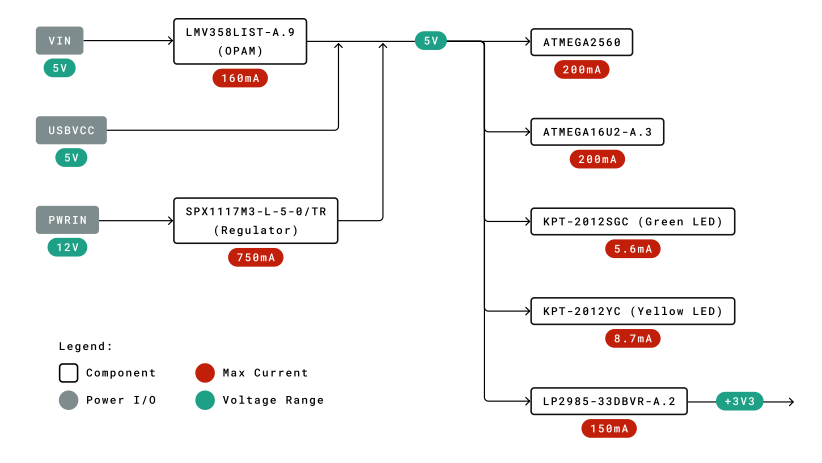 VIN
5V
LMV358LIST-A.9
(OPAM)
160mA
USBVCC
5V
PWRIN
12V
SPX1117M3-L-5-0/TR
(Regulator)
750mA
5V
ATMEGA2560
200mA
ATMEGA16U2-A.3
200mA
KPT-2012SGC (Green LED)
5.6mA
KPT-2012YC (Yellow LED)
8.7mA
LP2985-33DBVR-A.2
150mA
+3V3
Legend:
Component
Max Current
Power I/O
Voltage Range